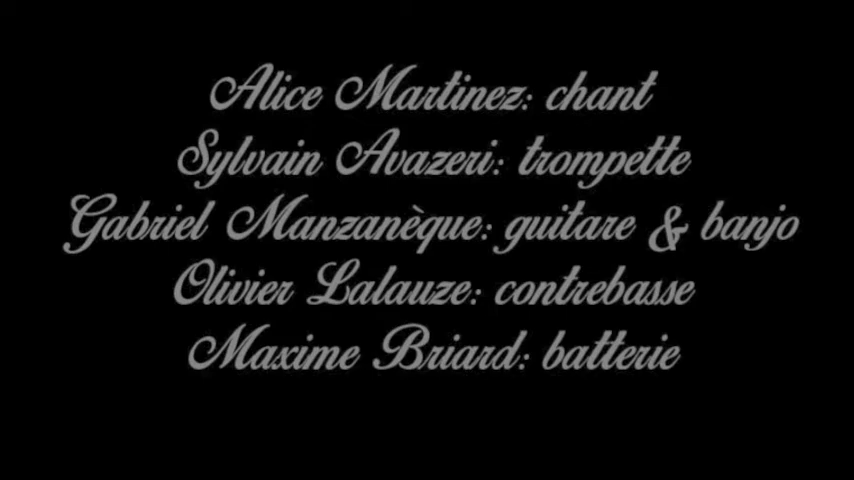 Alice Martinez: chant
Sylvain Avazeri: trompette
Gabriel Manzanèque: guitare & banjo
Olivier Lalauze: contrebasse
Maxime Briard: batterie